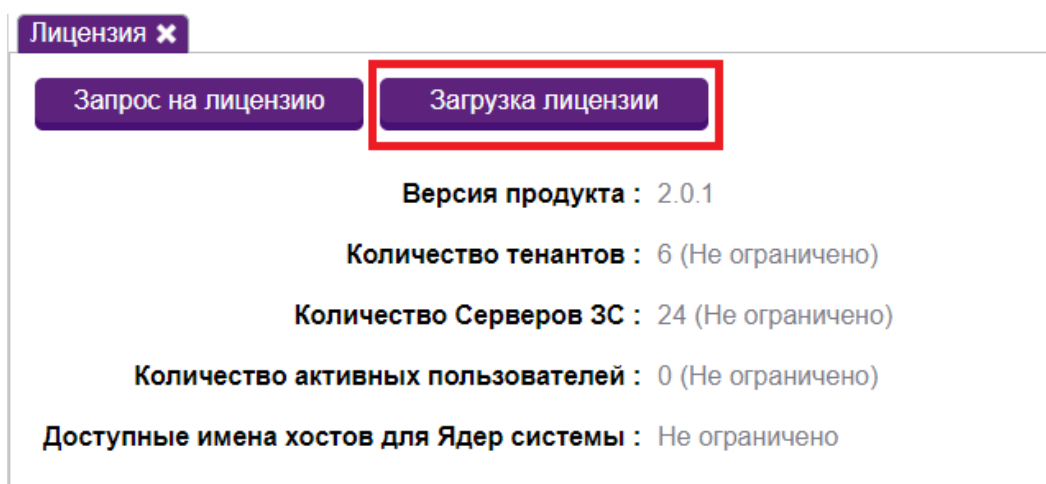 Лицензия
Запрос на лицензию Загрузка лицензии
Версия продукта : 2.0.1
Количество тенантов : 6 (Не ограничено)
Количество Серверов ЗС : 24 (Не ограничено)
Количество активных пользователей : 0 (Не ограничено)
Доступные имена хостов для Ядер системы : Не ограничено